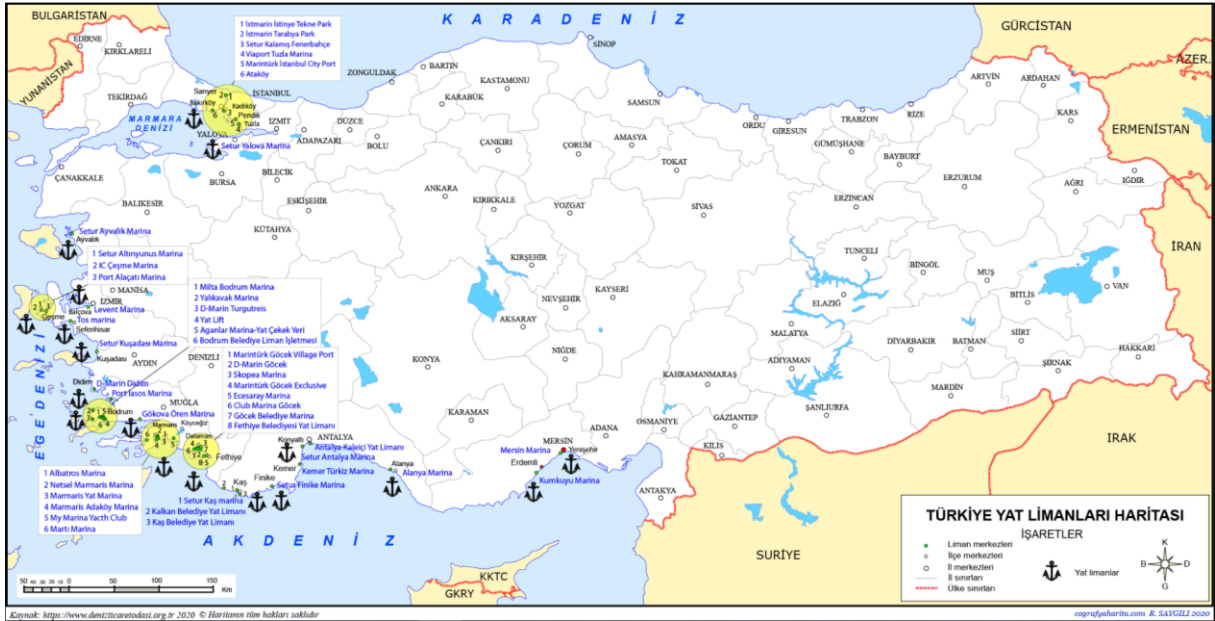 BULGARİSTAN
KARADENİZ
GÜRCİSTAN
AZER.
YUNANİSTAN
ERMENİSTAN
İRAN
IRAK
SURİYE
KKTC
GKRY
MARMARA
DENİZİ
EGE DENİZİ
AKDENİZ
1 İstmarin İstinye Tekne Park
2 İstmarin Tarabya Park
3 Setur Kalamış Fenerbahçe
4 Viaport Tuzla Marina
5 Marintürk İstanbul City Port
6 Ataköy
EDİRNE
KIRKLARELİ
TEKİRDAĞ
İSTANBUL
Sarıyer
Bakırköy
Kadıköy
Pendik
Tuzla
YALOVA
Setur Yalova Marina
İZMİT
ADAPAZARI
DÜZCE
BOLU
ZONGULDAK
BARTIN
KARABÜK
KASTAMONU
SİNOP
SAMSUN
ORDU
GİRESUN
TRABZON
RİZE
ARTVİN
ARDAHAN
KARS
IĞDIR
AĞRI
ERZURUM
BAYBURT
GÜMÜŞHANE
ERZİNCAN
TOKAT
AMASYA
ÇORUM
ÇANKIRI
ANKARA
KIRIKKALE
YOZGAT
SİVAS
ÇANAKKALE
BALIKESİR
BURSA
BİLECİK
ESKİŞEHİR
KÜTAHYA
KIRŞEHİR
NEVŞEHİR
KAYSERİ
AKSARAY
NİĞDE
KONYA
KARAMAN
TUNCELİ
BİNGÖL
MUŞ
BİTLİS
VAN
ELAZIĞ
MALATYA
DİYARBAKIR
BATMAN
SİİRT
ŞIRNAK
HAKKARİ
MARDİN
ADIYAMAN
ŞANLIURFA
KAHRAMANMARAŞ
GAZİANTEP
KİLİS
OSMANİYE
ADANA
ANTAKYA
MERSİN
Yenişehir
Mersin Marina
Erdemli
Kumkuyu Marina
Setur Ayvalık Marina
Ayvalık
1 Setur Altınyunus Marina
2 IC Çeşme Marina
3 Port Alaçatı Marina
MANİSA
İZMİR
Balçova
Levent Marina
Çeşme
Tos marina
Seferihisar
Setur Kuşadası Marina
Kuşadası
AYDIN
DENİZLİ
1 Milta Bodrum Marina
2 Yalıkavak Marina
3 D-Marin Turgutreis
4 Yat Lift
5 Aganlar Marina-Yat Çekek Yeri
6 Bodrum Belediye Liman İşletmesi
1 Marintürk Göcek Village Port
2 D-Marin Göcek
3 Skopea Marina
4 Marintürk Göcek Exclusive
5 Ecesaray Marina
6 Club Marina Göcek
7 Göcek Belediye Marina
8 Fethiye Belediyesi Yat Limanı
Didim
D-Marin Didim
Port Iasos Marina
MUĞLA
Bodrum
Gökova Ören Marina
Köyceğiz
Marmaris
Dalaman
Fethiye
1 Albatros Marina
2 Netsel Marmaris Marina
3 Marmaris Yat Marina
4 Marmaris Adaköy Marina
5 My Marina Yacth Club
6 Martı Marina
Kaş
1 Setur Kaş marina
2 Kalkan Belediye Yat Limanı
3 Kaş Belediye Yat Limanı
Finike
Setur Finike Marina
Kemer
Kemer Türkiz Marina
Konyaltı
ANTALYA
Antalya Kaleiçi Yat Limanı
Setur Antalya Marina
Alanya
Alanya Marina
TÜRKİYE YAT LİMANLARI HARİTASI
İŞARETLER
Liman merkezleri
İlçe merkezleri
İl merkezleri
İl sınırları
Ülke sınırları
Yat limanlar
K
B D
G
50 40 30 20 10 0 50 100 150
Km
Kaynak: https://www.denizticaretodasi.org.tr 2020 © Haritanın tüm hakları saklıdır
cografyaharita.com R. SAYGILI 2020